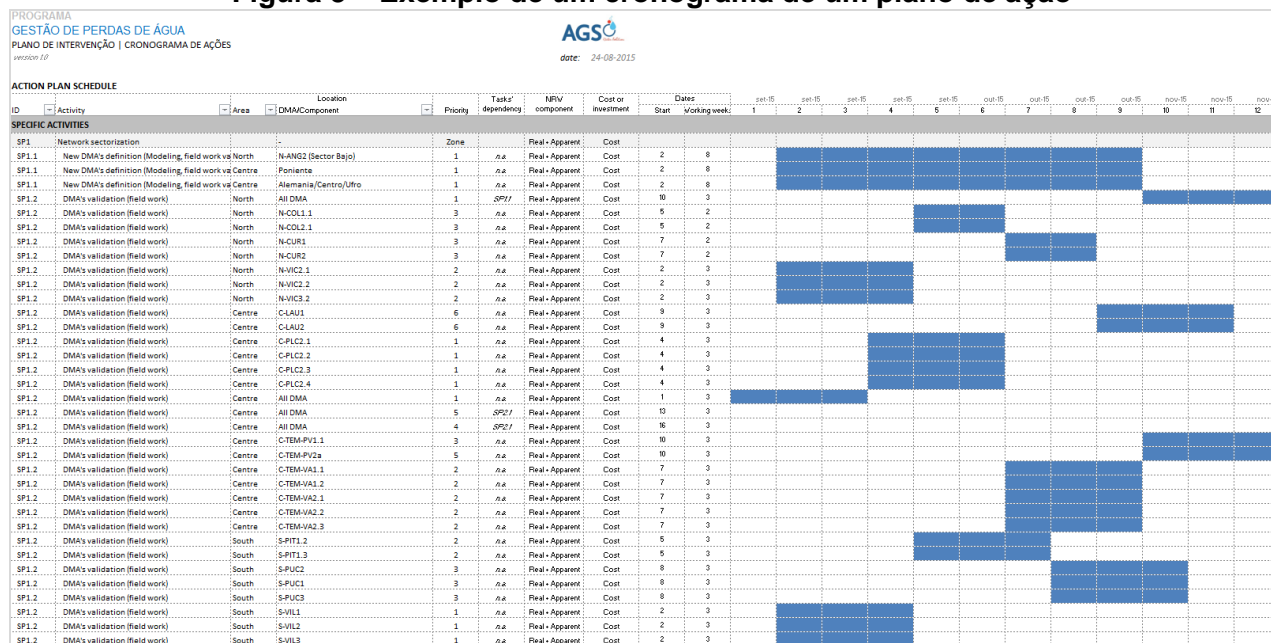 Figura 3 – Exemplo de um cronograma de um plano de ação
PROGRAMA
GESTÃO DE PERDAS DE ÁGUA
PLANO DE INTERVENÇÃO | CRONOGRAMA DE AÇÕES
version 1.0
AGS
date: 24-08-2015
ACTION PLAN SCHEDULE
Location Tasks' NRW Cost or Dates set-15 set-15 set-15 set-15 set-15 out-15 out-15 out-15 out-15 nov-15 nov-15 nov-
ID Activity Area DMA/Component Priority dependency component investment Start Working weeks 1 2 3 4 5 6 7 8 9 10 11 12
SPECIFIC ACTIVITIES
SP1 Network sectorization - Zone Real + Apparent Cost
SP1.1 New DMA's definition (Modeling, field work va North N-ANG2 (Sector Bajo) 1 n.a. Real + Apparent Cost 2 8
SP1.1 New DMA's definition (Modeling, field work va Centre Poniente 1 n.a. Real + Apparent Cost 2 8
SP1.1 New DMA's definition (Modeling, field work va Centre Alemania/Centro/Ufro 1 n.a. Real + Apparent Cost 2 8
SP1.2 DMA's validation (field work) North All DMA 1 SP1.1 Real + Apparent Cost 10 3
SP1.2 DMA's validation (field work) North N-COL1.1 3 n.a. Real + Apparent Cost 5 2
SP1.2 DMA's validation (field work) North N-COL2.1 3 n.a. Real + Apparent Cost 5 2
SP1.2 DMA's validation (field work) North N-CUR1 3 n.a. Real + Apparent Cost 7 2
SP1.2 DMA's validation (field work) North N-CUR2 3 n.a. Real + Apparent Cost 7 2
SP1.2 DMA's validation (field work) North N-VIC2.1 2 n.a. Real + Apparent Cost 2 3
SP1.2 DMA's validation (field work) North N-VIC2.2 2 n.a. Real + Apparent Cost 2 3
SP1.2 DMA's validation (field work) North N-VIC3.2 2 n.a. Real + Apparent Cost 2 3
SP1.2 DMA's validation (field work) Centre C-LAU1 6 n.a. Real + Apparent Cost 9 3
SP1.2 DMA's validation (field work) Centre C-LAU2 6 n.a. Real + Apparent Cost 9 3
SP1.2 DMA's validation (field work) Centre C-PLC2.1 1 n.a. Real + Apparent Cost 4 3
SP1.2 DMA's validation (field work) Centre C-PLC2.2 1 n.a. Real + Apparent Cost 4 3
SP1.2 DMA's validation (field work) Centre C-PLC2.3 1 n.a. Real + Apparent Cost 4 3
SP1.2 DMA's validation (field work) Centre C-PLC2.4 1 n.a. Real + Apparent Cost 4 3
SP1.2 DMA's validation (field work) Centre All DMA 1 n.a. Real + Apparent Cost 1 3
SP1.2 DMA's validation (field work) Centre All DMA 5 SP2.1 Real + Apparent Cost 13 3
SP1.2 DMA's validation (field work) Centre All DMA 4 SP2.1 Real + Apparent Cost 16 3
SP1.2 DMA's validation (field work) Centre C-TEM-PV1.1 3 n.a. Real + Apparent Cost 10 3
SP1.2 DMA's validation (field work) Centre C-TEM-PV2a 5 n.a. Real + Apparent Cost 10 3
SP1.2 DMA's validation (field work) Centre C-TEM-VA1.1 2 n.a. Real + Apparent Cost 7 3
SP1.2 DMA's validation (field work) Centre C-TEM-VA1.2 2 n.a. Real + Apparent Cost 7 3
SP1.2 DMA's validation (field work) Centre C-TEM-VA2.1 2 n.a. Real + Apparent Cost 7 3
SP1.2 DMA's validation (field work) Centre C-TEM-VA2.2 2 n.a. Real + Apparent Cost 7 3
SP1.2 DMA's validation (field work) Centre C-TEM-VA2.3 2 n.a. Real + Apparent Cost 7 3
SP1.2 DMA's validation (field work) South S-PIT1.2 2 n.a. Real + Apparent Cost 5 3
SP1.2 DMA's validation (field work) South S-PIT1.3 2 n.a. Real + Apparent Cost 5 3
SP1.2 DMA's validation (field work) South S-PUC2 3 n.a. Real + Apparent Cost 8 3
SP1.2 DMA's validation (field work) South S-PUC1 3 n.a. Real + Apparent Cost 8 3
SP1.2 DMA's validation (field work) South S-PUC3 3 n.a. Real + Apparent Cost 8 3
SP1.2 DMA's validation (field work) South S-VIL1 1 n.a. Real + Apparent Cost 2 3
SP1.2 DMA's validation (field work) South S-VIL2 1 n.a. Real + Apparent Cost 2 3
SP1.2 DMA's validation (field work) South S-VIL3 1 n.a. Real + Apparent Cost 2 3